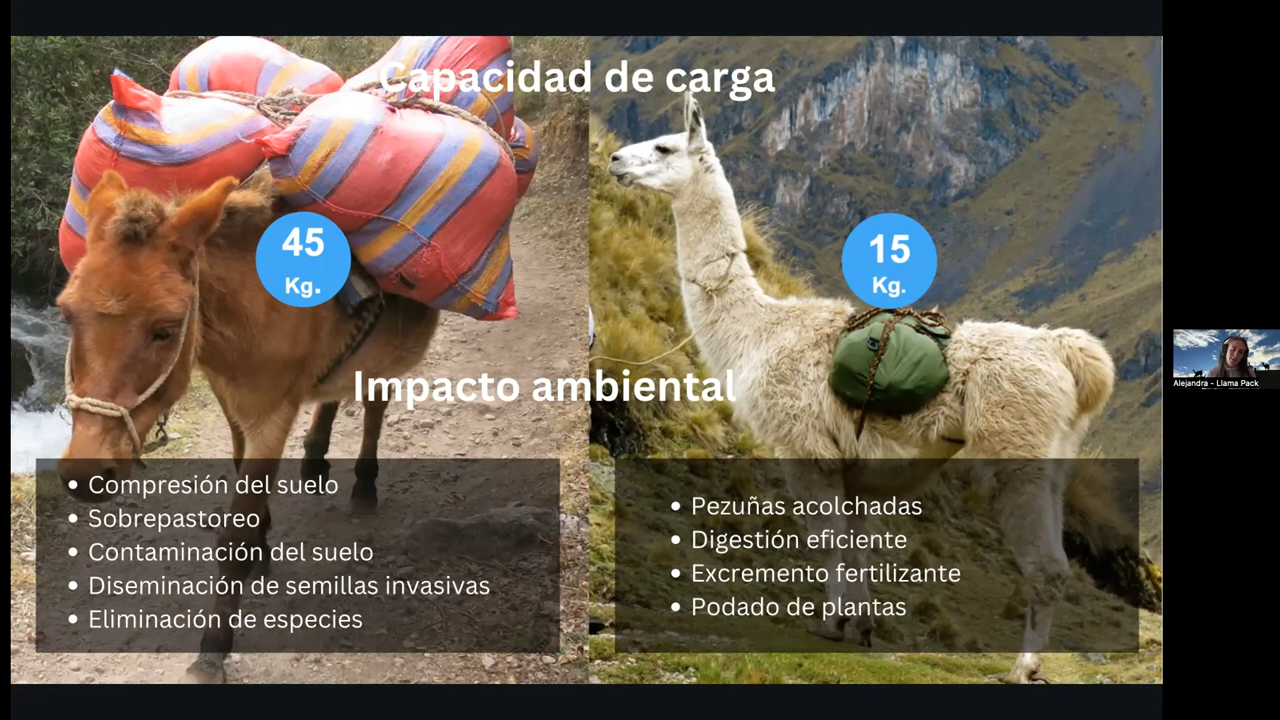 Capacidad de carga
45
Kg.
15
Kg.
Impacto ambiental
• Compresión del suelo
• Sobrepastoreo
• Contaminación del suelo
• Diseminación de semillas invasivas
• Eliminación de especies
• Pezuñas acolchadas
• Digestión eficiente
• Excremento fertilizante
• Podado de plantas
Alejandra - Llama Pack